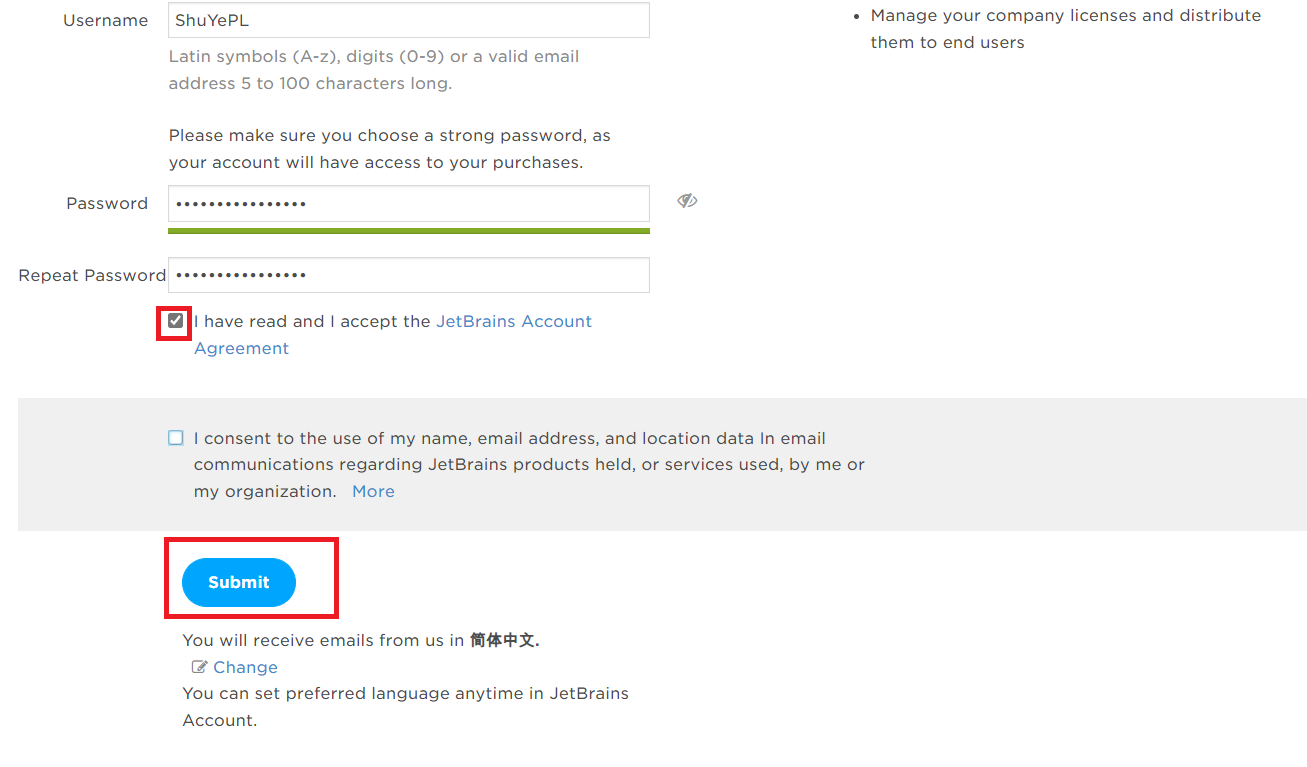 Username
ShuYePL
Latin symbols (A-z), digits (0-9) or a valid email
address 5 to 100 characters long.
Please make sure you choose a strong password, as
your account will have access to your purchases.
Password
••••••••••••••••
Repeat Password
••••••••••••••••
I have read and I accept the JetBrains Account
Agreement
I consent to the use of my name, email address, and location data In email
communications regarding JetBrains products held, or services used, by me or
my organization. More
Submit
You will receive emails from us in 简体中文.
Change
You can set preferred language anytime in JetBrains
Account.
• Manage your company licenses and distribute
them to end users